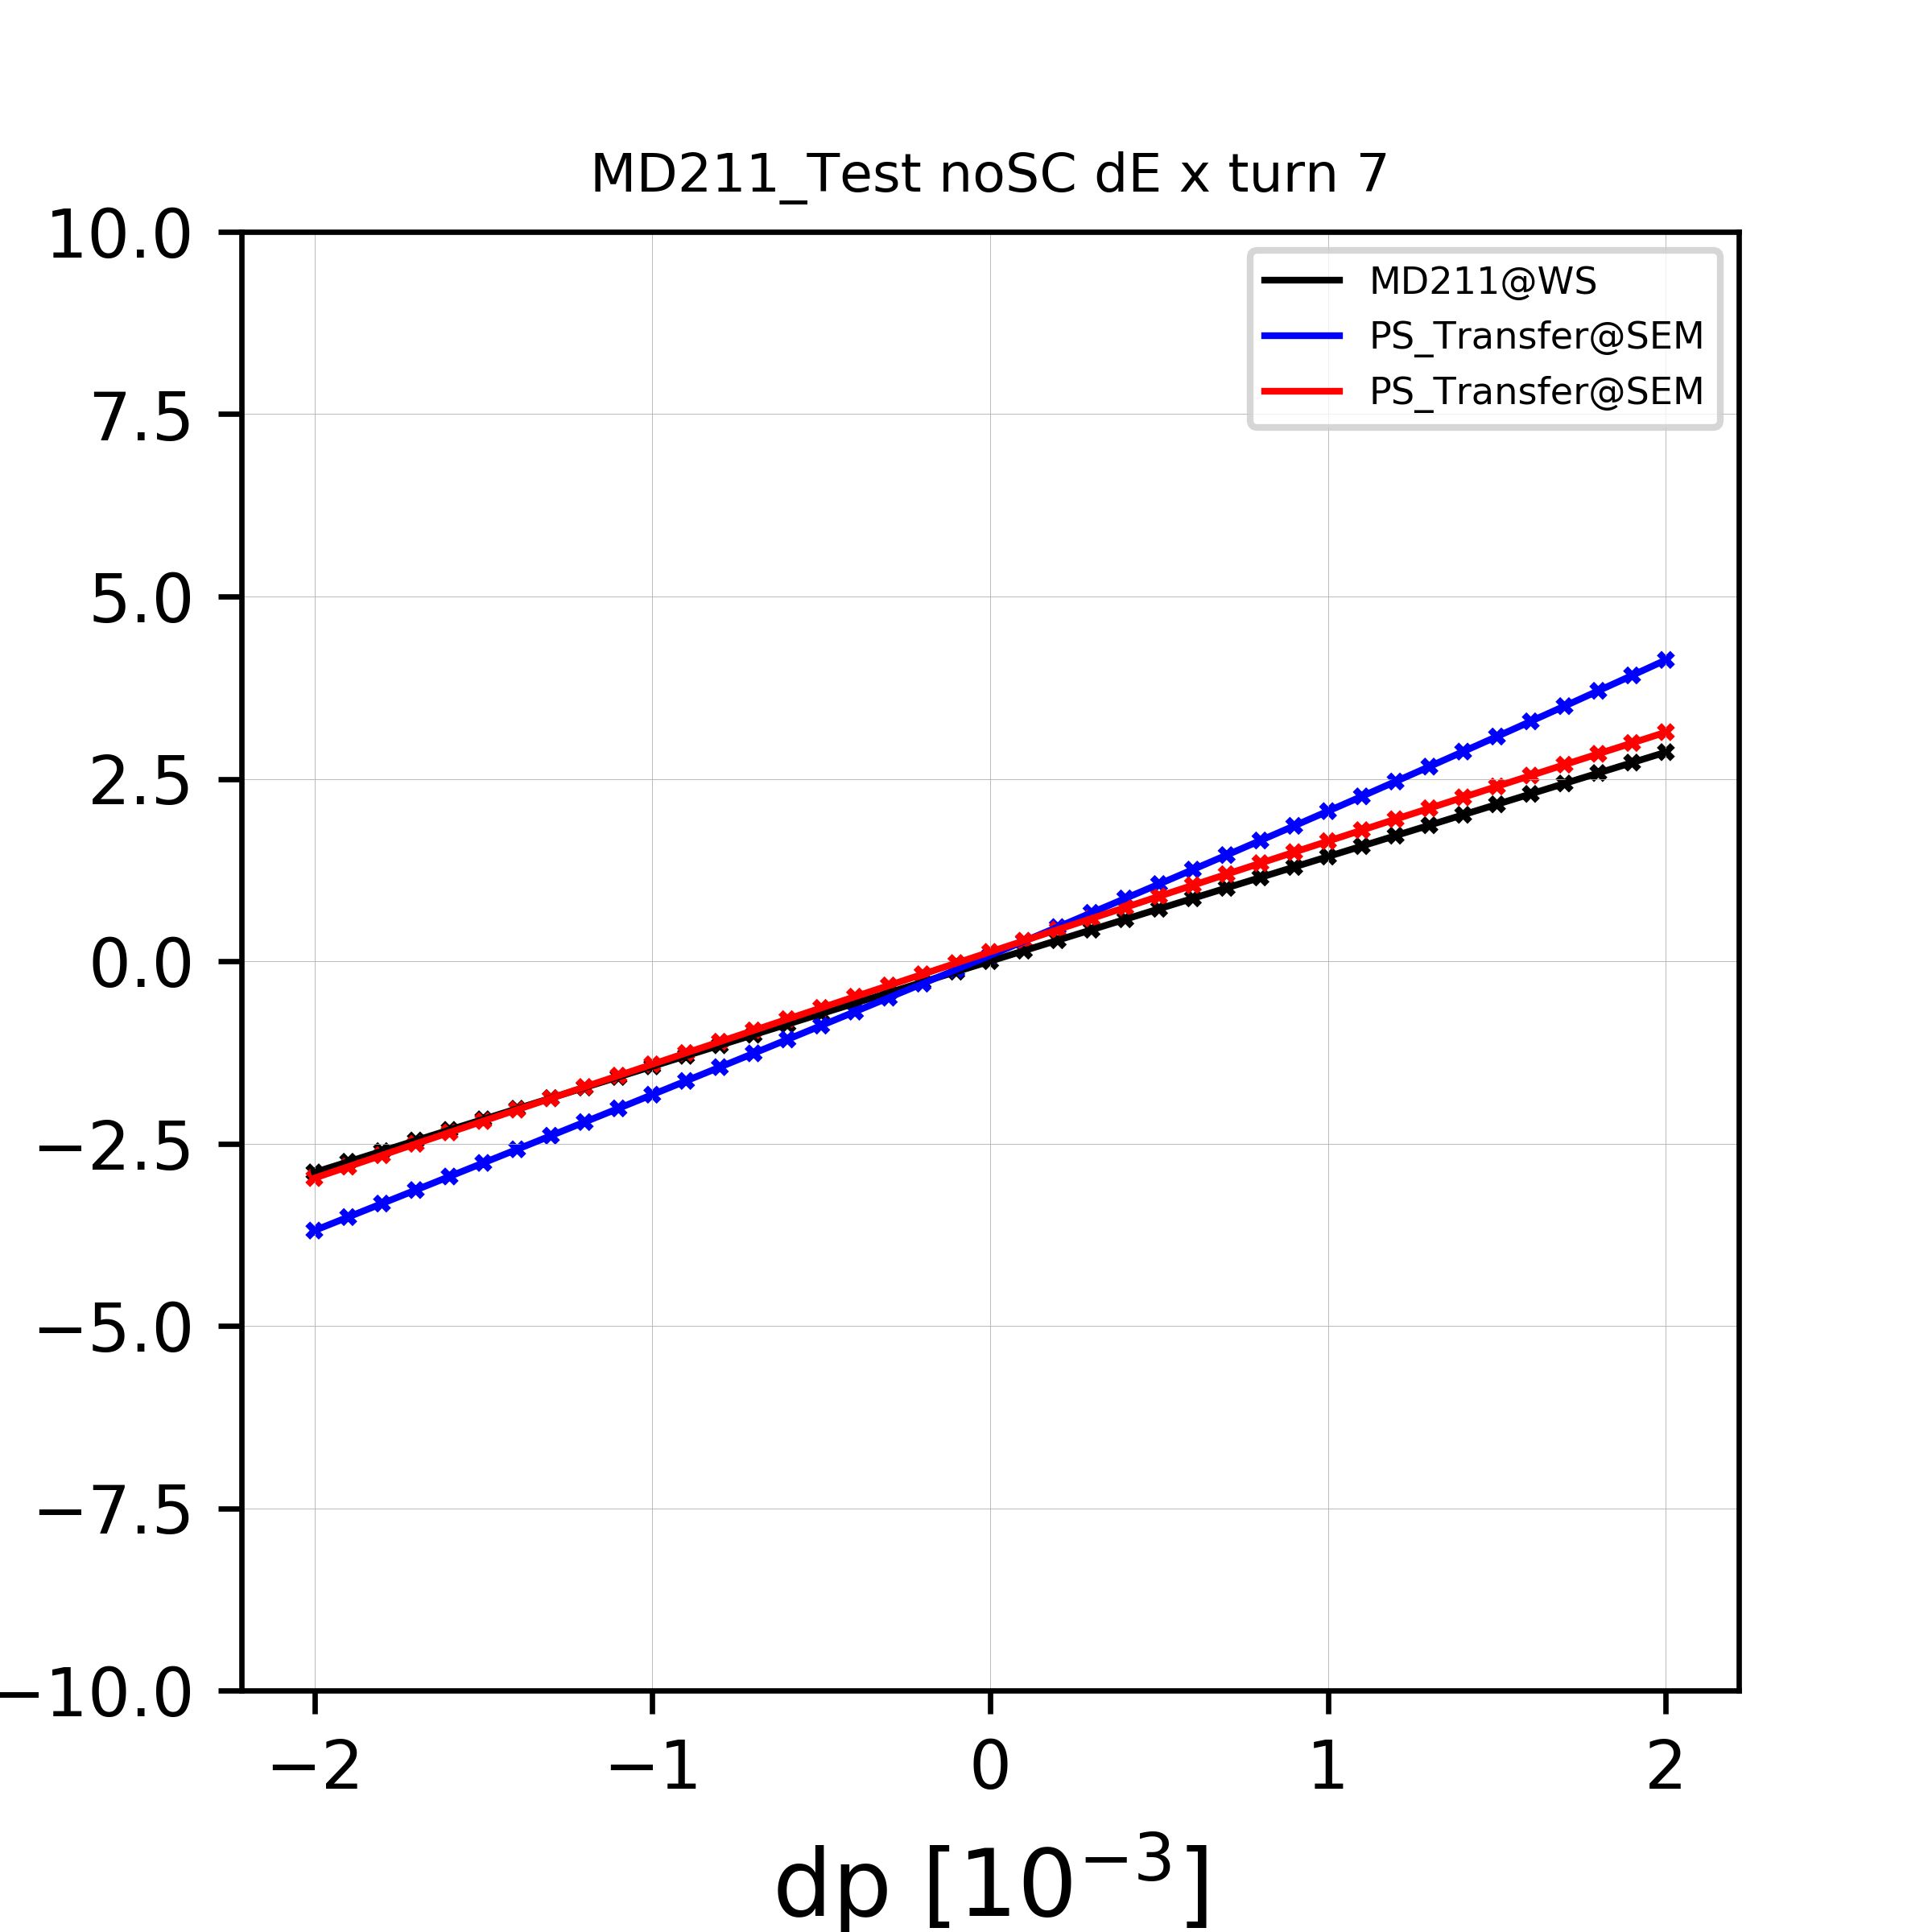 MD211_Test noSC dE x turn 7
MD211@WS
PS_Transfer@SEM
PS_Transfer@SEM
10.0
7.5
5.0
2.5
0.0
−2.5
−5.0
−7.5
−10.0
−2 −1 0 1 2
dp [10⁻³]